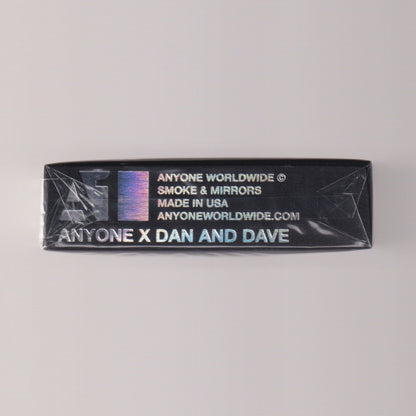 ANYONE WORLDWIDE ©
SMOKE & MIRRORS
MADE IN USA
ANYONEWORLDWIDE.COM
ANYONE X DAN AND DAVE